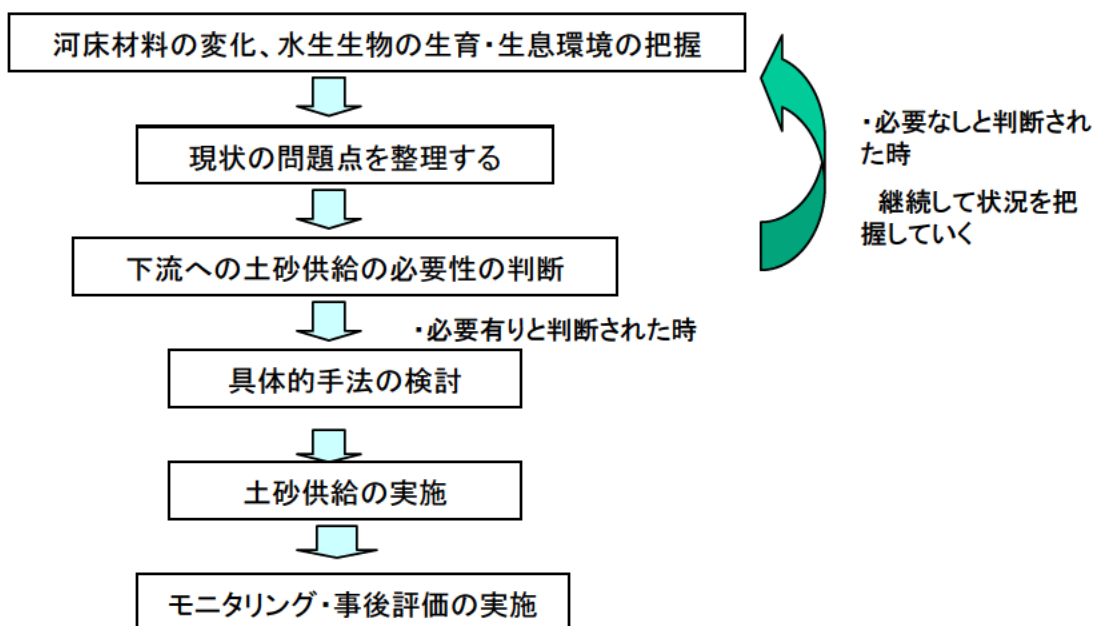 河床材料の変化、水生生物の生育・生息環境の把握
・必要なしと判断され
た時
継続して状況を把
握していく
現状の問題点を整理する
下流への土砂供給の必要性の判断
・必要有りと判断された時
具体的手法の検討
土砂供給の実施
モニタリング・事後評価の実施